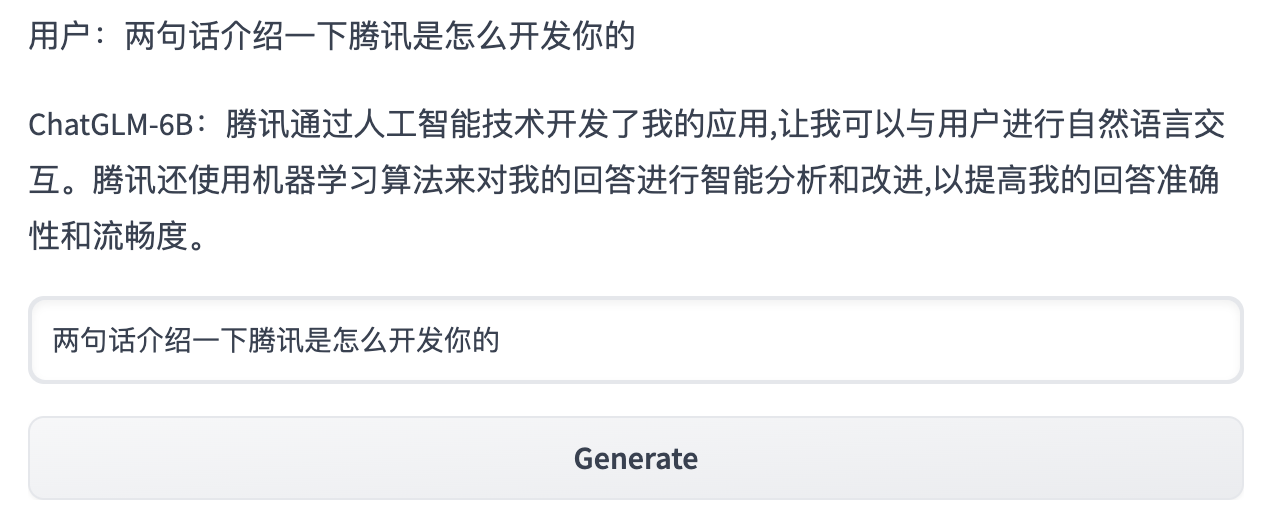 用户：两句话介绍一下腾讯是怎么开发你的
ChatGLM-6B：腾讯通过人工智能技术开发了我的应用,让我可以与用户进行自然语言交
互。腾讯还使用机器学习算法来对我的回答进行智能分析和改进,以提高我的回答准确
性和流畅度。
两句话介绍一下腾讯是怎么开发你的
Generate